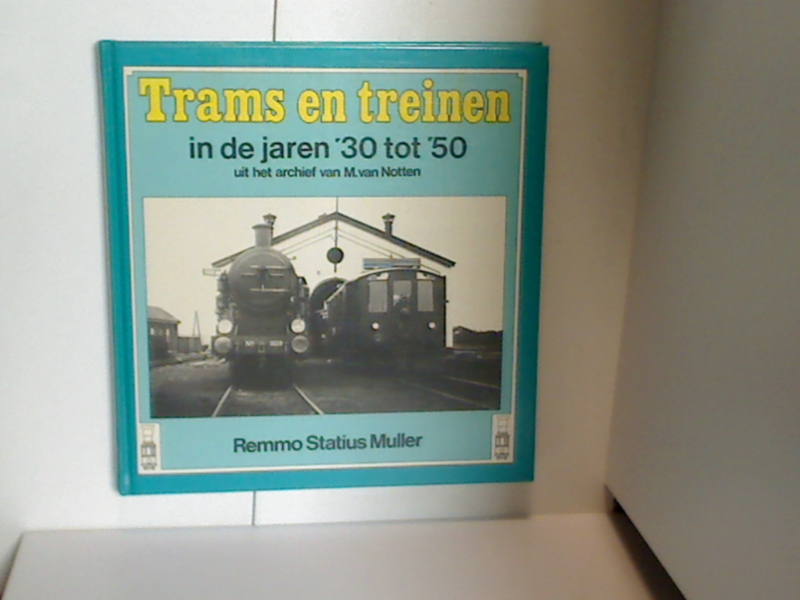 Trams en treinen
in de jaren '30 tot '50
uit het archief van M. van Notten
Remmo Statius Muller